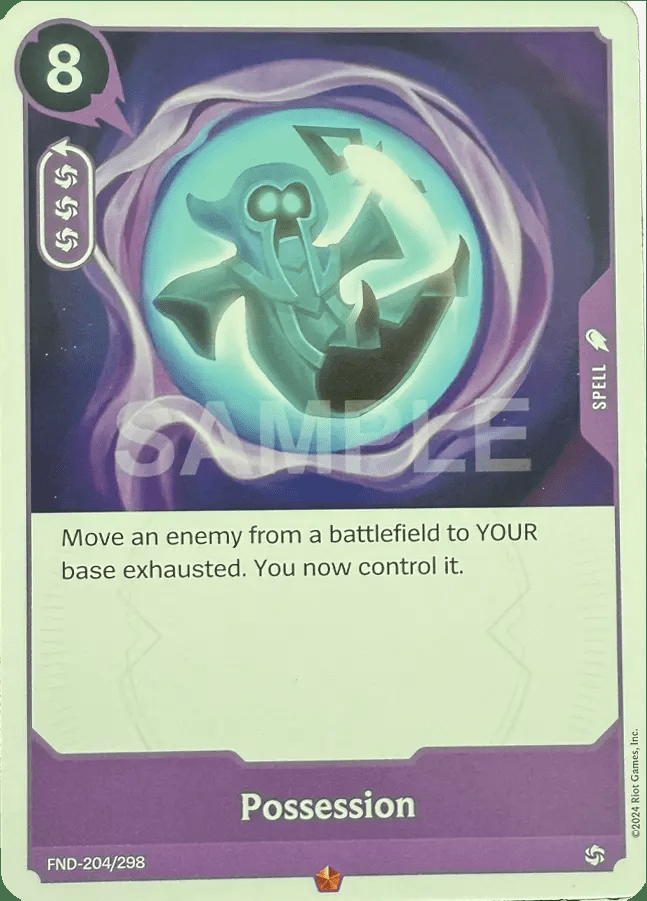 8
SPELL
SAMPLE
Move an enemy from a battlefield to YOUR
base exhausted. You now control it.
Possession
FND-204/298
©2024 Riot Games, Inc.